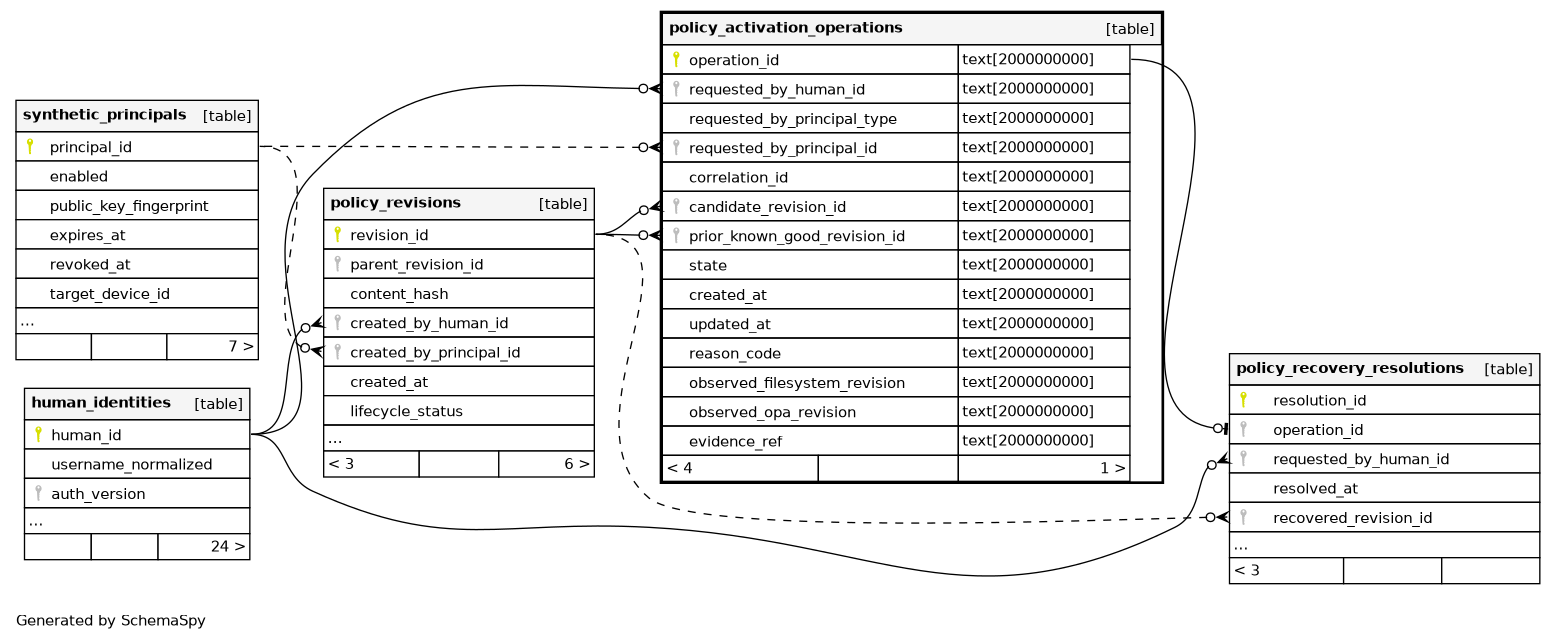 synthetic_principals [table]
principal_id
enabled
public_key_fingerprint
expires_at
revoked_at
target_device_id
...
7 >
human_identities [table]
human_id
username_normalized
auth_version
...
24 >
policy_revisions [table]
revision_id
parent_revision_id
content_hash
created_by_human_id
created_by_principal_id
created_at
lifecycle_status
...
< 3 6 >
policy_activation_operations [table]
operation_id text[2000000000]
requested_by_human_id text[2000000000]
requested_by_principal_type text[2000000000]
requested_by_principal_id text[2000000000]
correlation_id text[2000000000]
candidate_revision_id text[2000000000]
prior_known_good_revision_id text[2000000000]
state text[2000000000]
created_at text[2000000000]
updated_at text[2000000000]
reason_code text[2000000000]
observed_filesystem_revision text[2000000000]
observed_opa_revision text[2000000000]
evidence_ref text[2000000000]
< 4 1 >
policy_recovery_resolutions [table]
resolution_id
operation_id
requested_by_human_id
resolved_at
recovered_revision_id
...
< 3
Generated by SchemaSpy